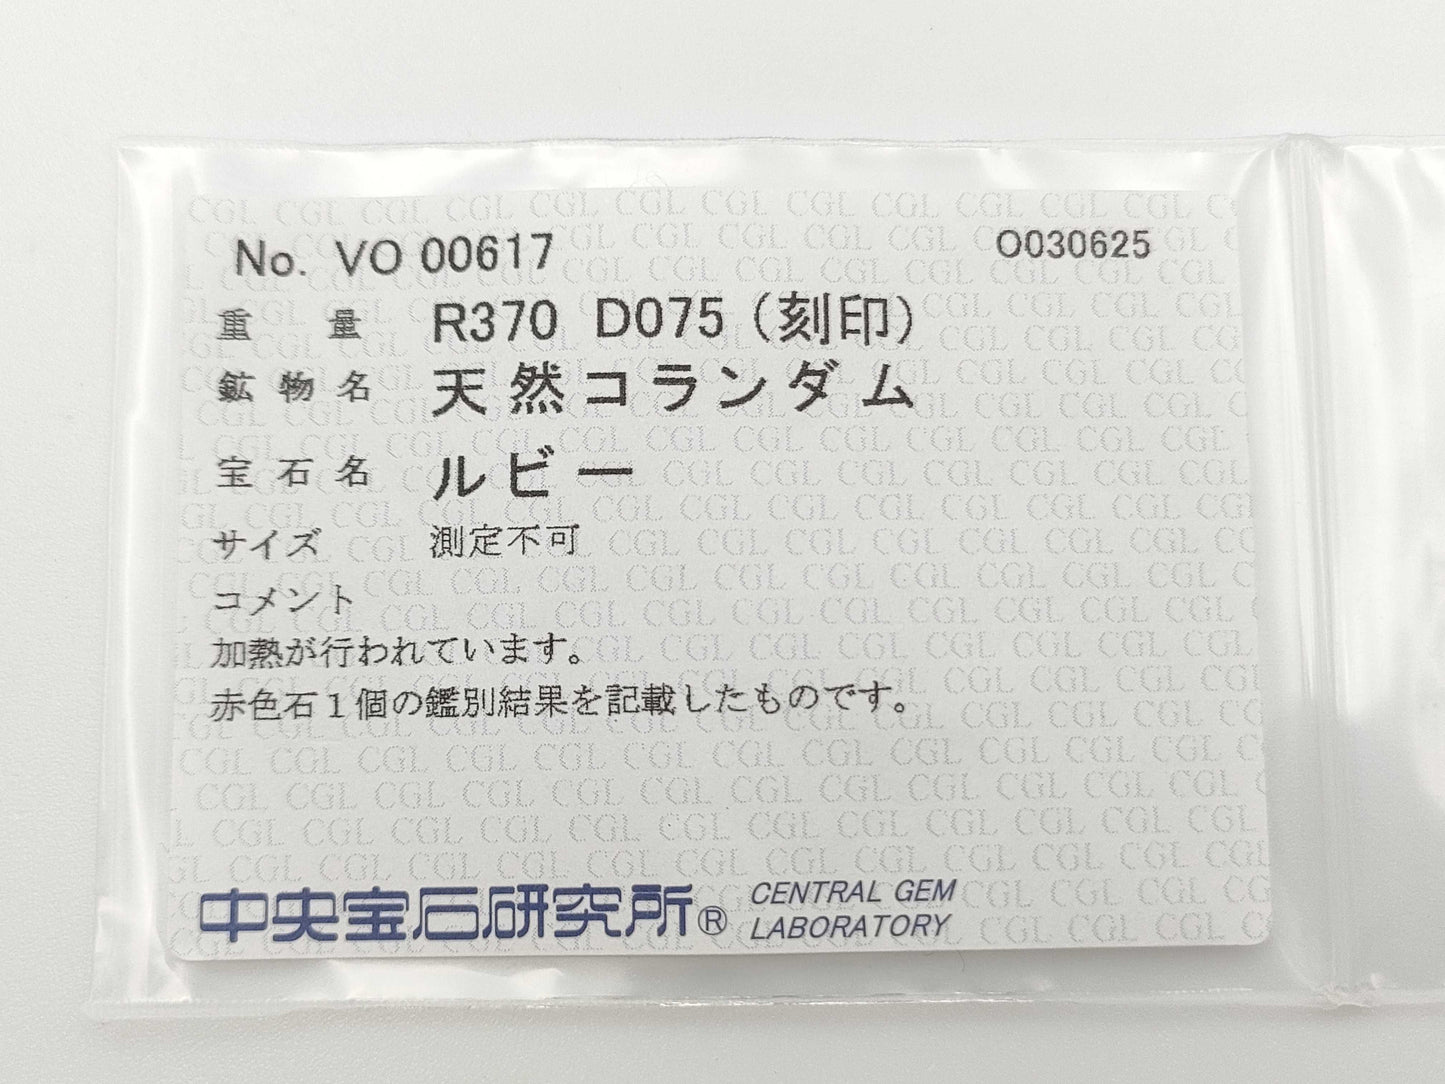 No. VO 00617 O030625
重量 R370 D075 (刻印)
鉱物名 天然コランダム
宝石名 ルビー
サイズ 測定不可
コメント
加熱が行われています。
赤色石1個の鑑別結果を記載したものです。
中央宝石研究所® CENTRAL GEM
LABORATORY